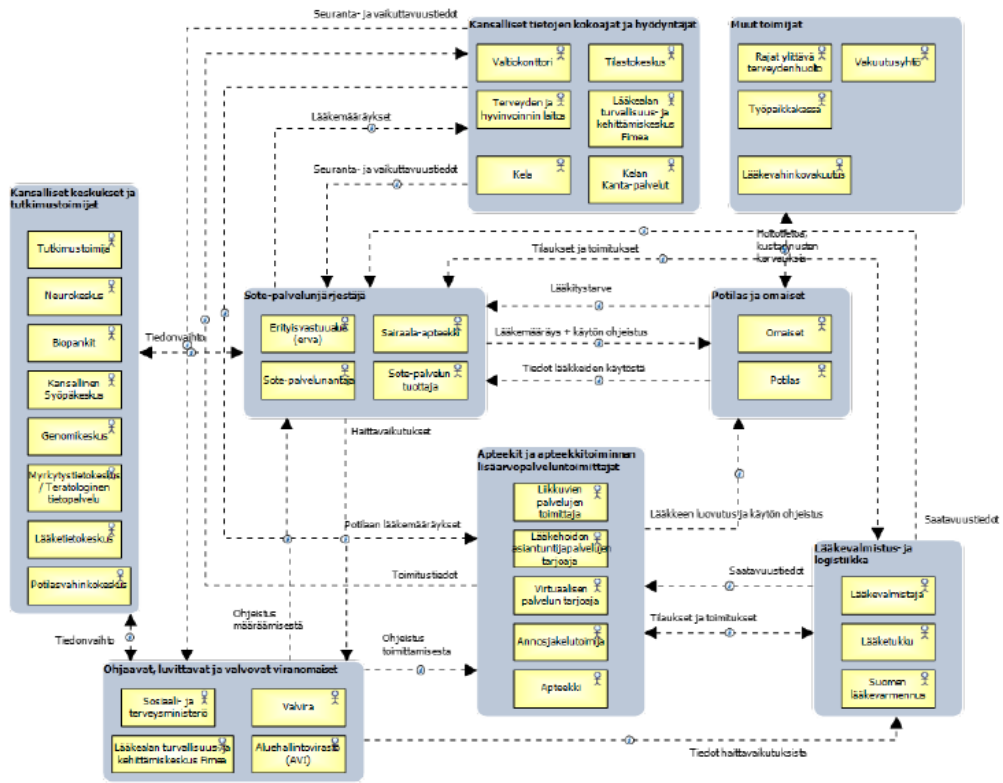 Seuranta- ja vaikuttavuustiedot
Kansalliset tietojen kokoajat ja hyödyntäjät
Valtiokonttori
Tilastokeskus
Terveyden ja
hyvinvoinnin laitos
Lääkealan
turvallisuus- ja
kehittämiskeskus
Fimea
Kela
Kelan
Kanta-palvelut
Muut toimijat
Rajat ylittävä
terveydenhuolto
Vakuutusyhtiö
Työpaikkakassa
Lääkevahinkovakuutus
Lääkemääräykset
Seuranta- ja vaikuttavuustiedot
Kansalliset keskukset ja
tutkimustoimijat
Tutkimustoimija
Neurokeskus
Biopankit
Kansallinen
Syöpäkeskus
Genomikeskus
Myrkytystietokeskus
/ Teratologinen
tietopalvelu
Lääketietokeskus
Potilasvahinkokeskus
Tiedonvaihto
Hoitotietoa,
kustannusten
korvauksia
Tilaukset ja toimitukset
Sote-palvelunjärjestäjä
Erityisvastuualue
(erva)
Sairaala-apteekki
Sote-palvelunantaja
Sote-palvelun
tuottaja
Lääkitystarve
Lääkemääräys + käytön ohjeistus
Tiedot lääkkeiden käytöstä
Potilas ja omaiset
Omaiset
Potilas
Haittavaikutukset
Apteekit ja apteekkitoiminnan
lisäarvopalveluntoimittajat
Liikkuvien
palvelujen
toimittaja
Lääkehoidon
asiantuntijapalvelujen
tarjoaja
Virtuaalisen
palvelun tarjoaja
Annosjakelutoimija
Apteekki
Potilaan lääkemääräykset
Toimitustiedot
Lääkkeen luovutus ja käytön ohjeistus
Saatavuustiedot
Saatavuustiedot
Tilaukset ja toimitukset
Lääkevalmistus- ja
logistiikka
Lääkevalmistaja
Lääketukku
Suomen
lääkevarmennus
Ohjeistus
määräämisestä
Ohjeistus
toimittamisesta
Tiedonvaihto
Ohjaavat, luvittavat ja valvovat viranomaiset
Sosiaali- ja
terveysministeriö
Valvira
Lääkealan turvallisuus- ja
kehittämiskeskus Fimea
Aluehallintovirasto
(AVI)
Tiedot haittavaikutuksista